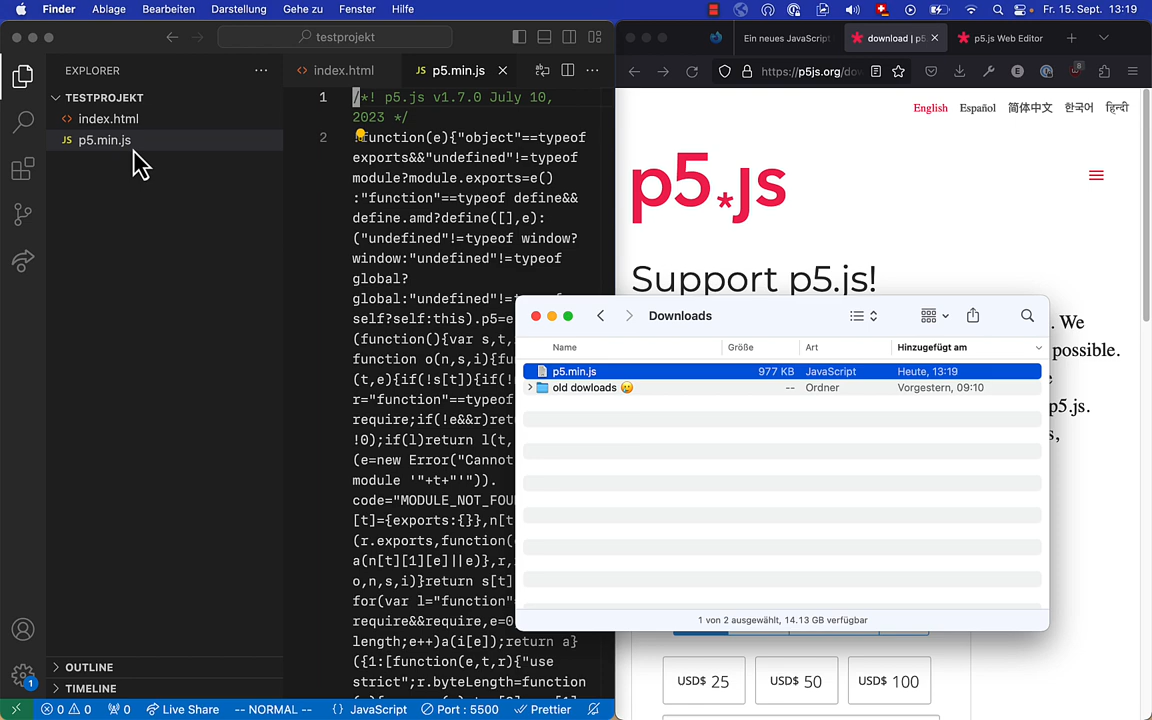 Finder Ablage Bearbeiten Darstellung Gehe zu Fenster Hilfe
Fr. 15. Sept. 13:19
testprojekt
Ein neues JavaScript
download | p5
p5.js Web Editor
https://p5js.org/dow
8
EXPLORER
TESTPROJEKT
index.html
JS p5.min.js
index.html
JS p5.min.js
1
/*! p5.js v1.7.0 July 10,
2023 */
2
!function(e){"object"==typeof
exports&&"undefined"!=typeof
module?module.exports=e()
:"function"==typeof define&&
define.amd?define([],e):
("undefined"!=typeof window?
window:"undefined"!=typeof
global?
global:"undefined"!=
self?self:this).p5=e
(function(){var s,t,
function o(n,s,i){fu
(t,e){if(!s[t]){if(!
r="function"==typeof
require;if(!e&&r)ret
!0);if(l)return l(t,
(e=new Error("Cannot
module '"+t+"'")).
code="MODULE_NOT_FOU
[t]={exports:{}},n[t
(r.exports,function(
a(n[t][1][e]||e)},r,
o,n,s,i)}return s[t]
for(var l="function"
require&&require,e=0
length;e++)a(i[e]);return a}
({1:[function(e,t,r){"use
strict";r.byteLength=function
English Español 简体中文 한국어 हिन्दी
p5*js
Support p5.js!
. We
possible.
p5.js.
s,
Downloads
Name Größe Art Hinzugefügt am
p5.min.js 977 KB JavaScript Heute, 13:19
old dowloads -- Ordner Vorgestern, 09:10
1 von 2 ausgewählt, 14.13 GB verfügbar
USD$ 25 USD$ 50 USD$ 100
OUTLINE
TIMELINE
1
0 0 0 Live Share -- NORMAL -- {} JavaScript Port : 5500 Prettier